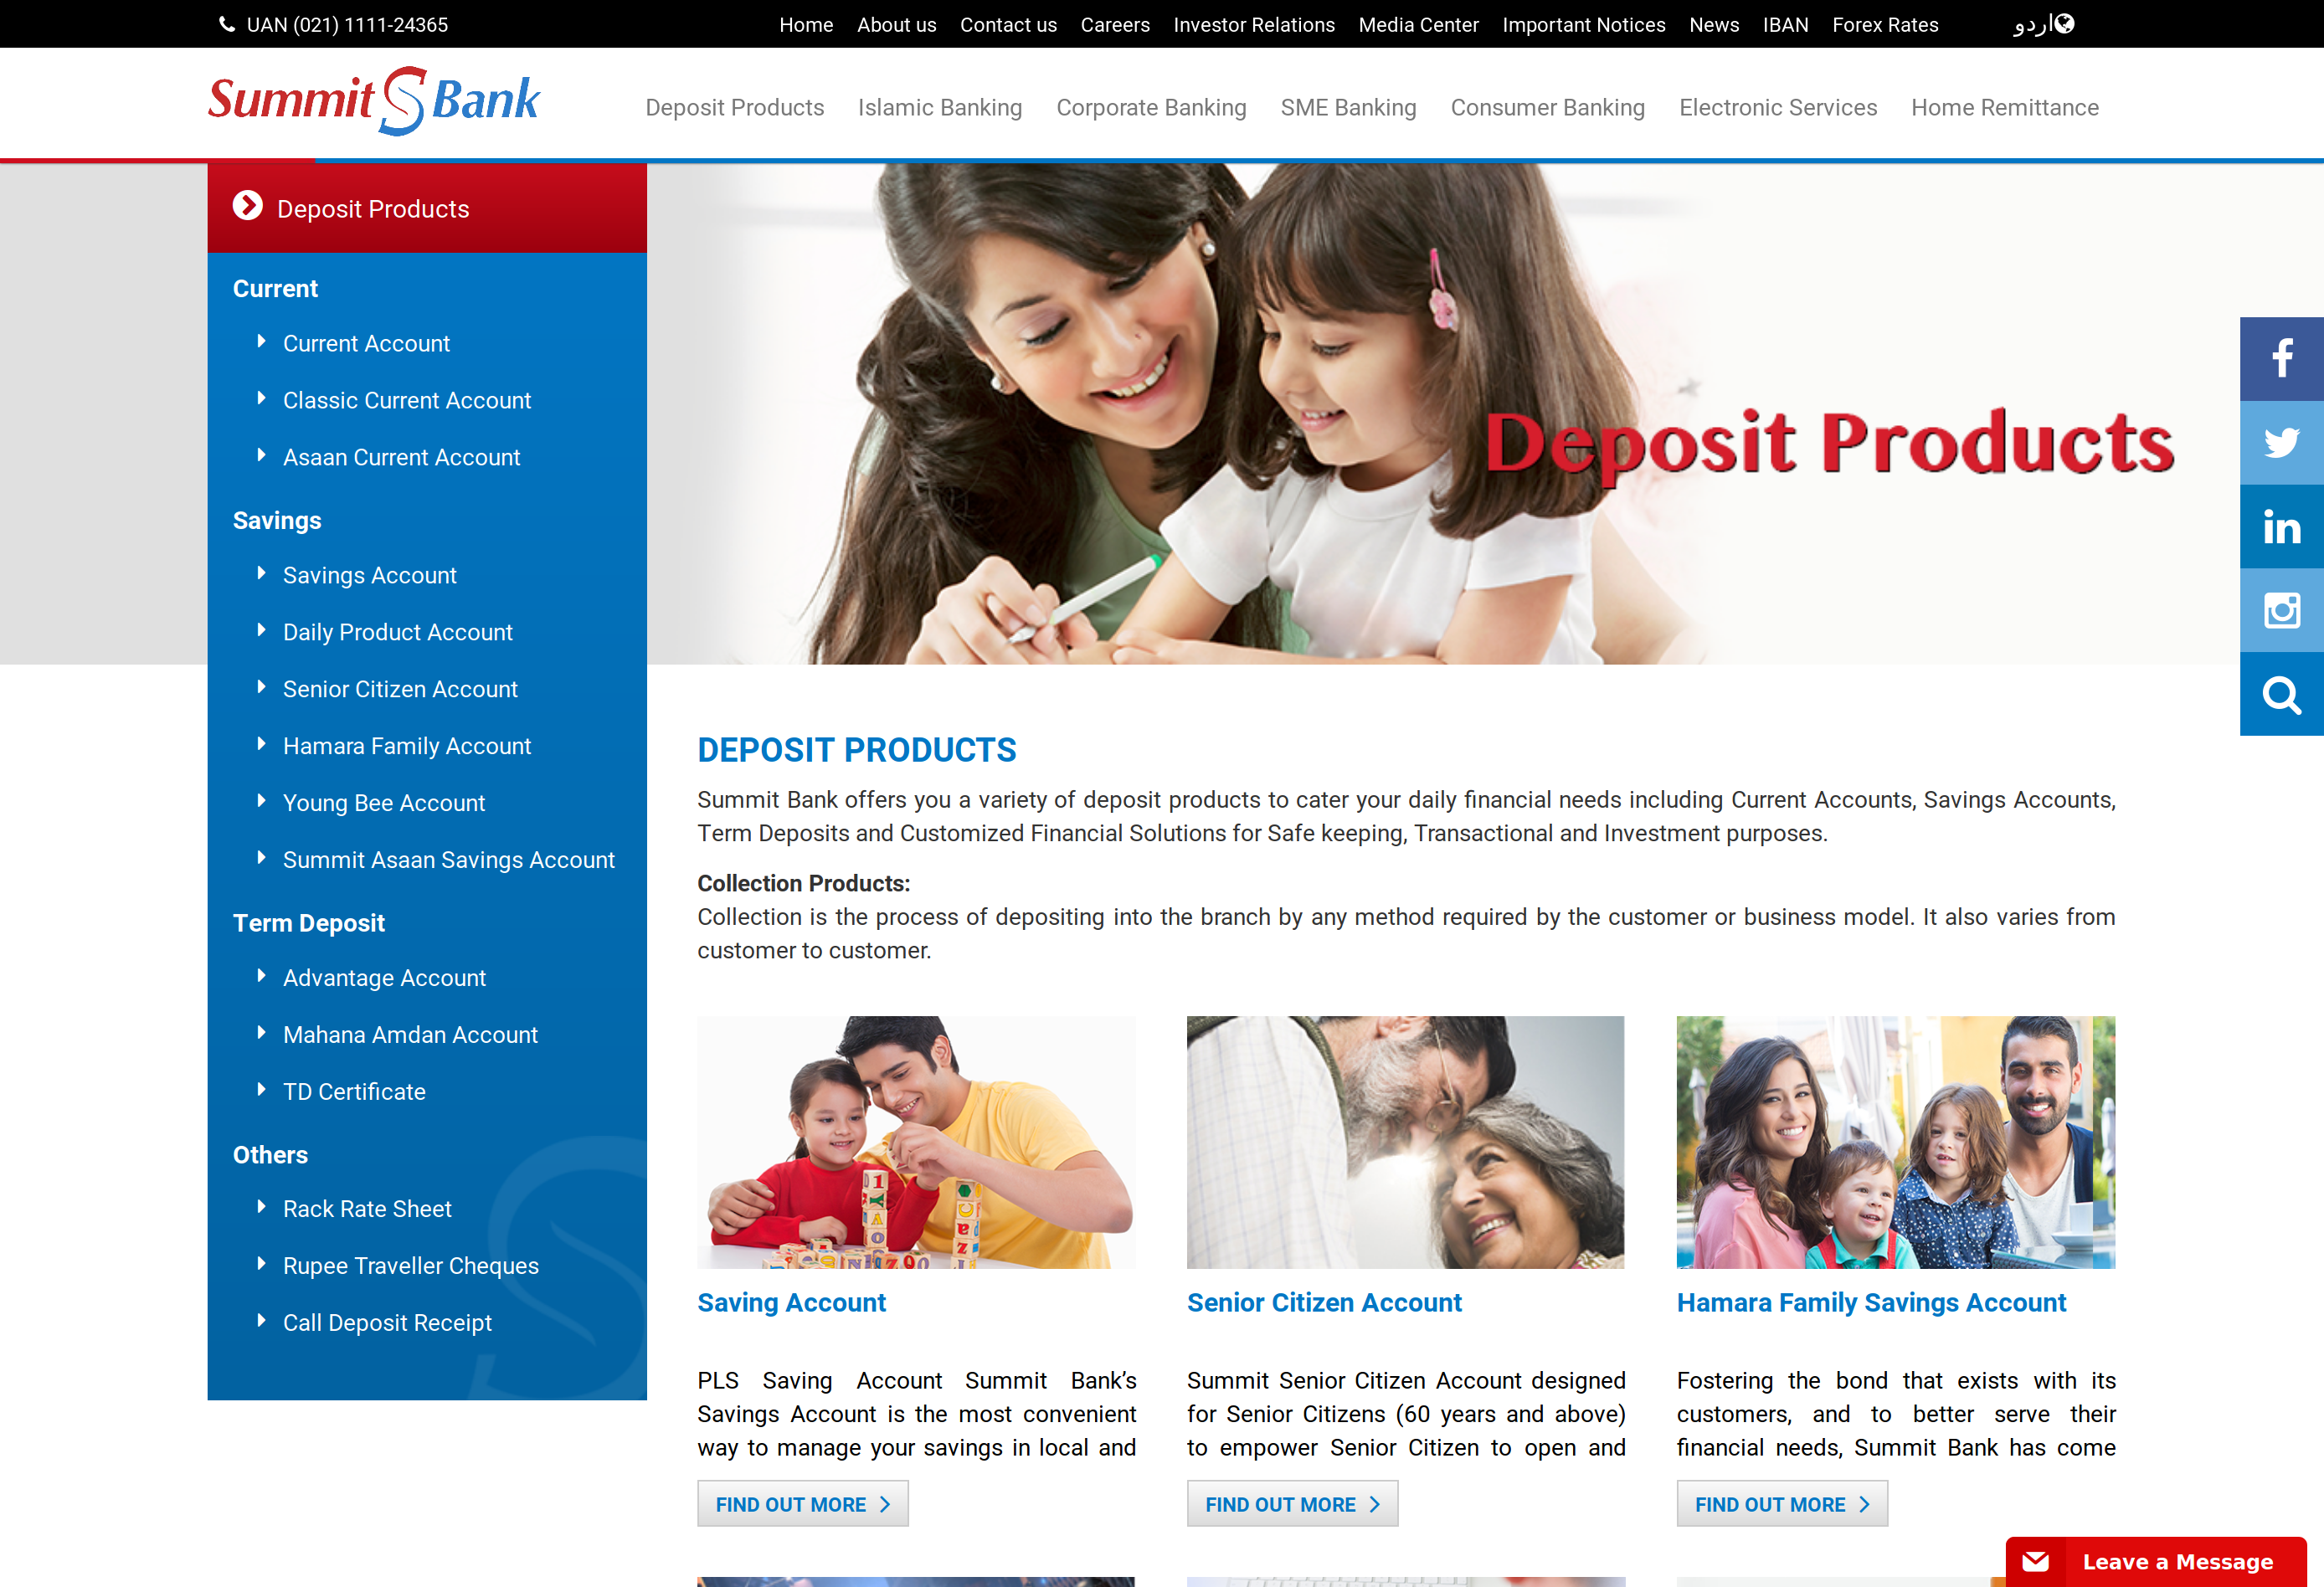 UAN (021) 1111-24365
Home About us Contact us Careers Investor Relations Media Center Important Notices News IBAN Forex Rates اردو
Summit S Bank
Deposit Products Islamic Banking Corporate Banking SME Banking Consumer Banking Electronic Services Home Remittance
Deposit Products
Current
Current Account
Classic Current Account
Asaan Current Account
Savings
Savings Account
Daily Product Account
Senior Citizen Account
Hamara Family Account
Young Bee Account
Summit Asaan Savings Account
Term Deposit
Advantage Account
Mahana Amdan Account
TD Certificate
Others
Rack Rate Sheet
Rupee Traveller Cheques
Call Deposit Receipt
Deposit Products
DEPOSIT PRODUCTS
Summit Bank offers you a variety of deposit products to cater your daily financial needs including Current Accounts, Savings Accounts,
Term Deposits and Customized Financial Solutions for Safe keeping, Transactional and Investment purposes.
Collection Products:
Collection is the process of depositing into the branch by any method required by the customer or business model. It also varies from
customer to customer.
Saving Account
PLS Saving Account Summit Bank’s
Savings Account is the most convenient
way to manage your savings in local and
FIND OUT MORE
Senior Citizen Account
Summit Senior Citizen Account designed
for Senior Citizens (60 years and above)
to empower Senior Citizen to open and
FIND OUT MORE
Hamara Family Savings Account
Fostering the bond that exists with its
customers, and to better serve their
financial needs, Summit Bank has come
FIND OUT MORE
Leave a Message